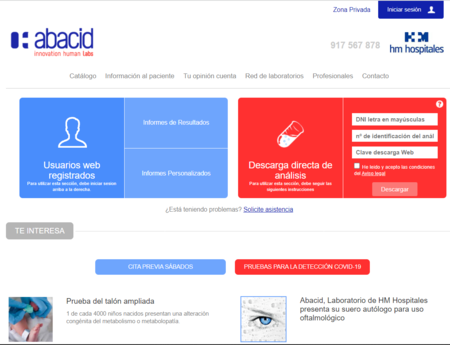 Zona Privada
Iniciar sesión
abacid
innovation human labs
917 567 878
HM
hm hospitales
Catálogo
Información al paciente
Tu opinión cuenta
Red de laboratorios
Profesionales
Contacto
Usuarios web
registrados
Para utilizar esta sección, debe iniciar sesión
arriba a la derecha.
Informes de Resultados
Informes Personalizados
?
Descarga directa de
análisis
Para utilizar esta sección, debe seguir las
siguientes instrucciones
DNI letra en mayúsculas
nº de identificación del anál
Clave descarga Web
He leído y acepto las condiciones
del Aviso legal
Descargar
¿Está teniendo problemas? Solicite asistencia
TE INTERESA
CITA PREVIA SÁBADOS
PRUEBAS PARA LA DETECCIÓN COVID-19
Prueba del talón ampliada
1 de cada 4000 niños nacidos presentan una alteración
congénita del metabolismo o metabolopatía
Abacid, Laboratorio de HM Hospitales
presenta su suero autólogo para uso
oftalmológico